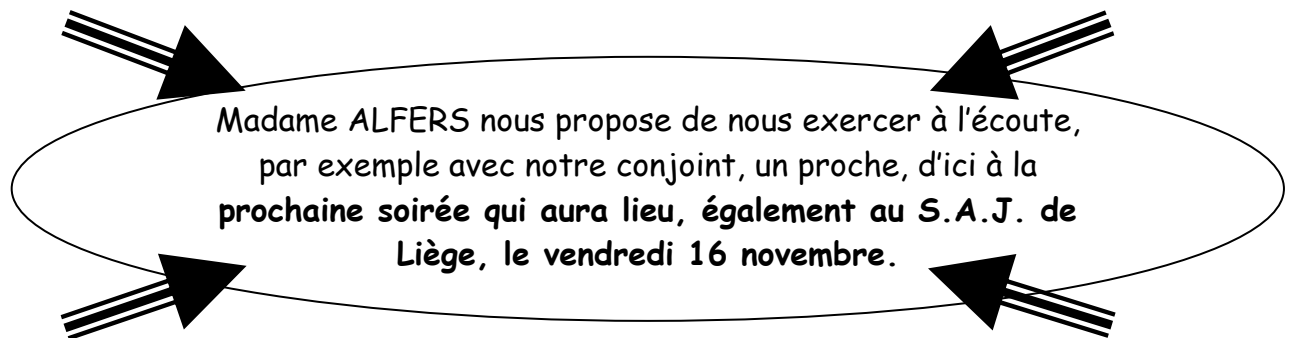 Madame ALFERS nous propose de nous exercer à l'écoute,
par exemple avec notre conjoint, un proche, d'ici à la
prochaine soirée qui aura lieu, également au S.A.J. de
Liège, le vendredi 16 novembre.